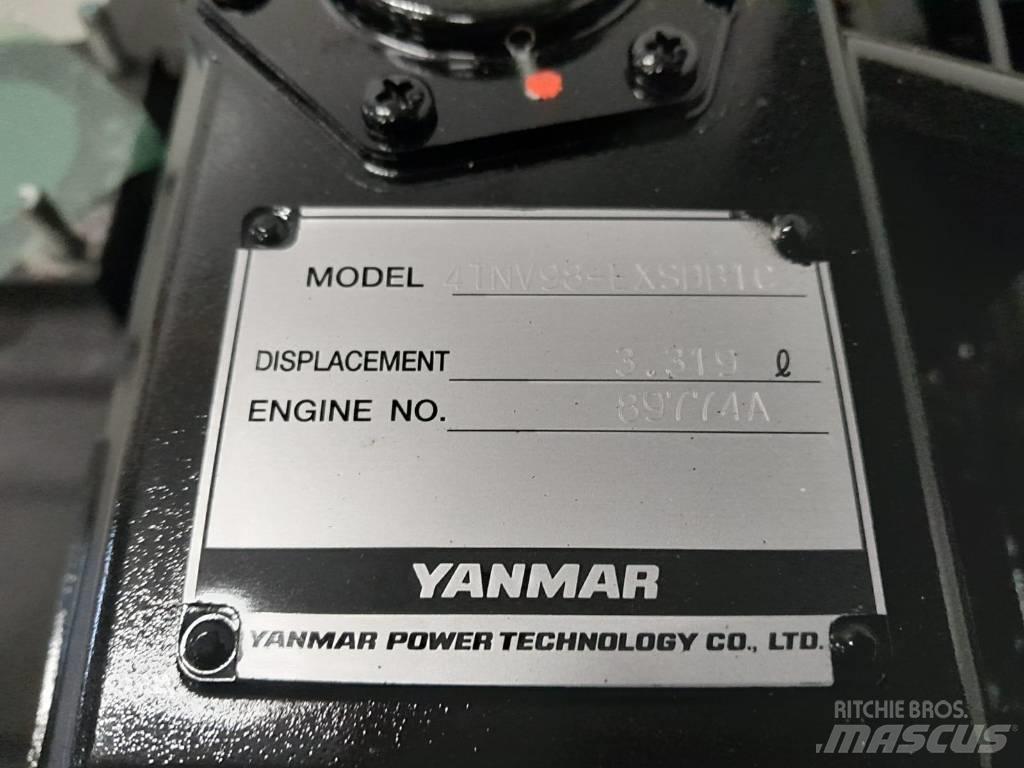 MODEL 4TNV98-EXSDB1C
DISPLACEMENT 3.319 ℓ
ENGINE NO. 89774A
YANMAR
YANMAR POWER TECHNOLOGY CO., LTD.
RITCHIE BROS.
MASCUS